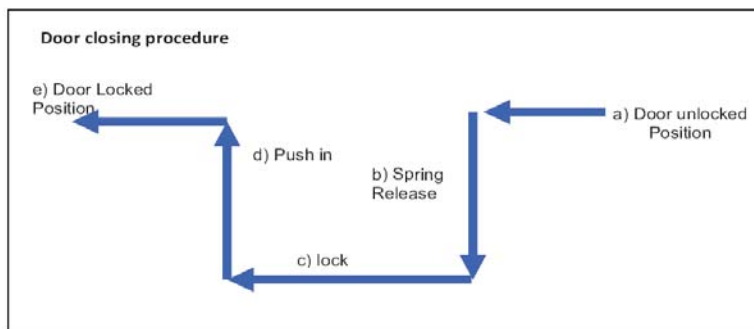 Door closing procedure
e) Door Locked
Position
a) Door unlocked
Position
d) Push in
b) Spring
Release
c) lock